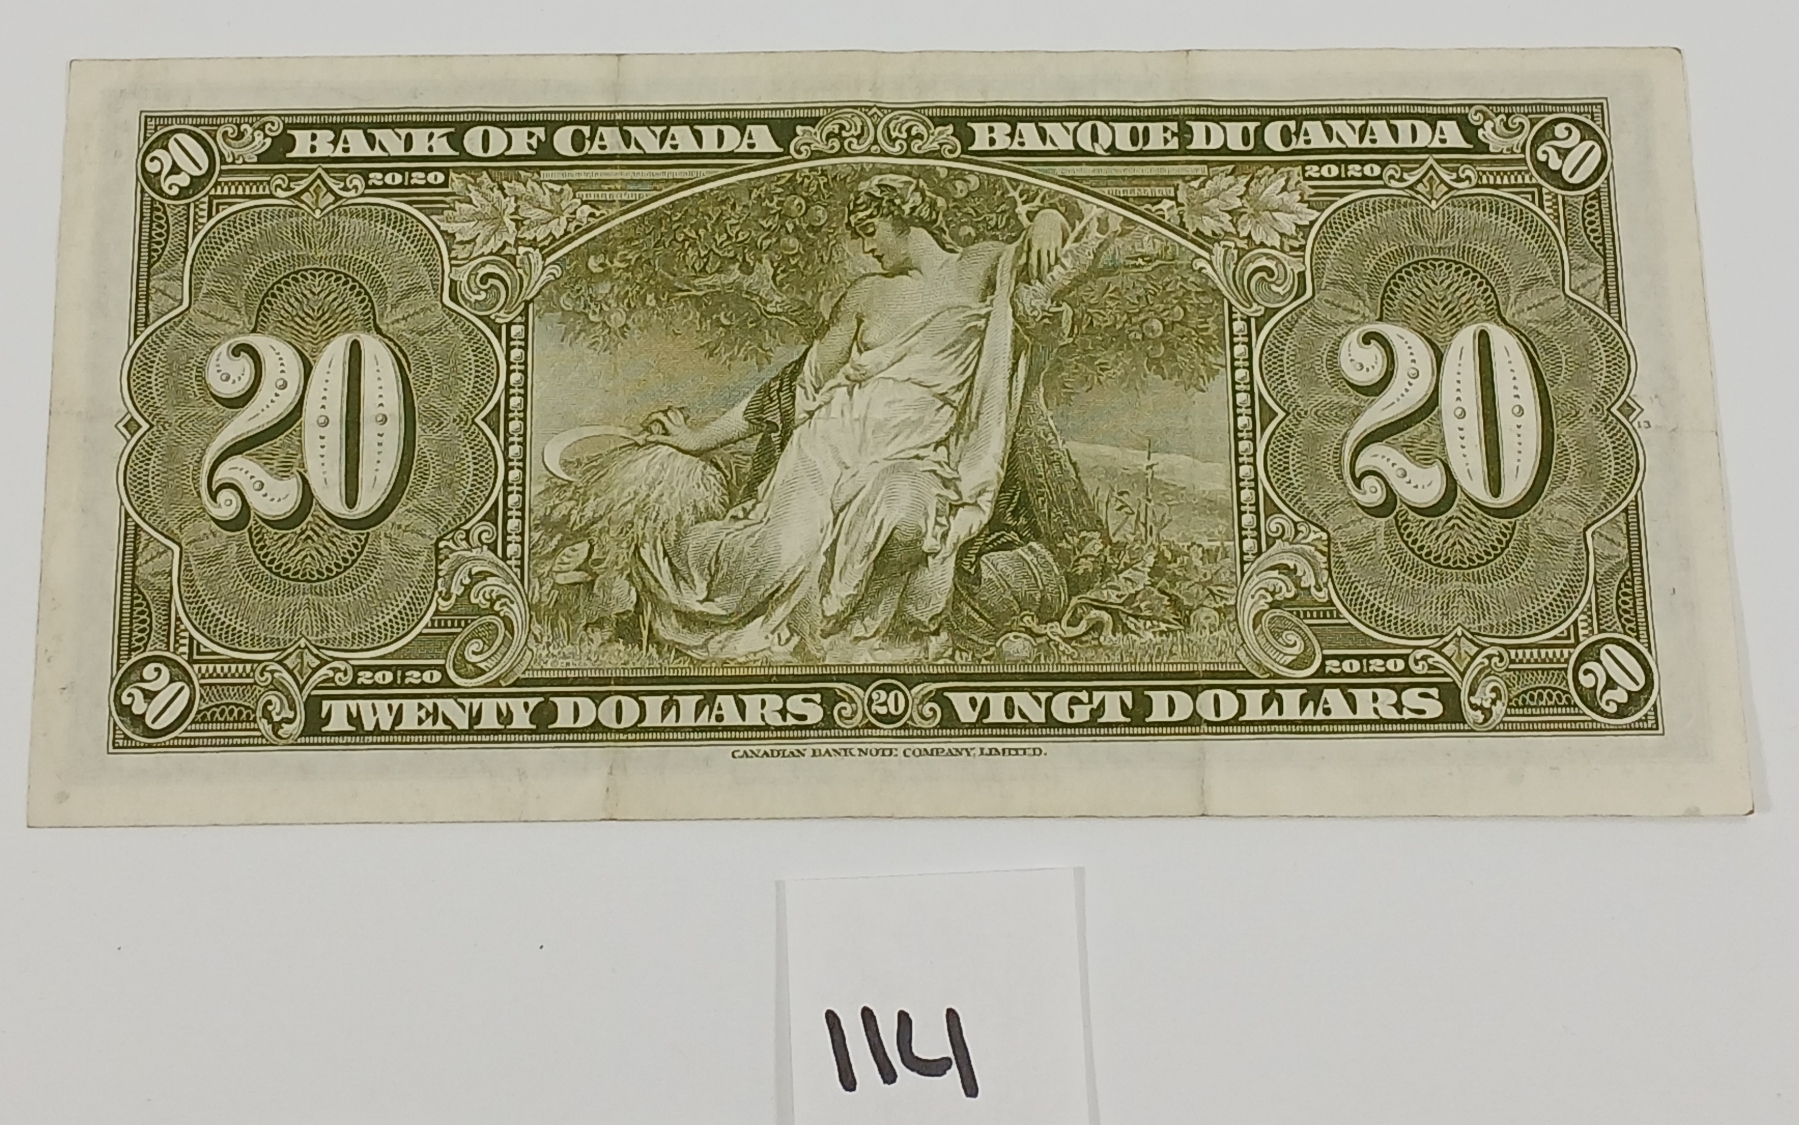 20 BANK OF CANADA BANQUE DU CANADA 20
20|20 20|20
20 20
13
20|20 20|20
20 TWENTY DOLLARS 20 VINGT DOLLARS 20
CANADIAN BANK NOTE COMPANY, LIMITED.
114